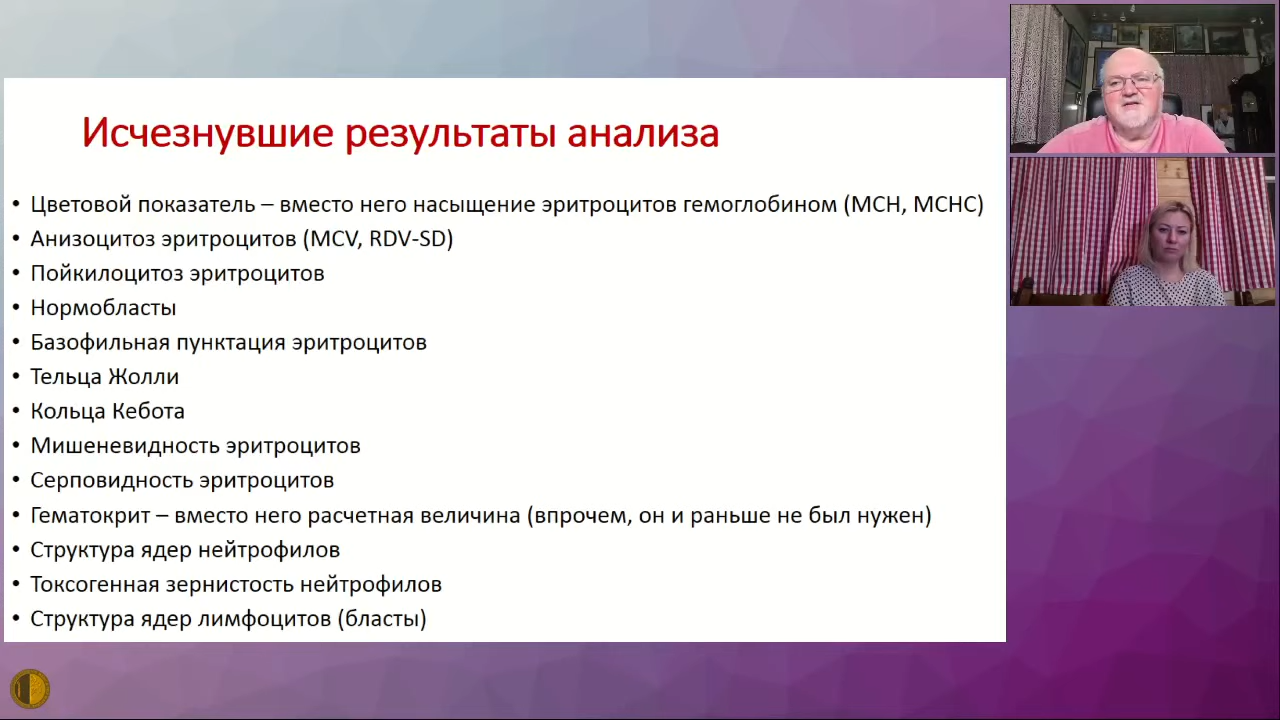 Исчезнувшие результаты анализа
• Цветовой показатель – вместо него насыщение эритроцитов гемоглобином (MCH, MCHC)
• Анизоцитоз эритроцитов (MCV, RDV-SD)
• Пойкилоцитоз эритроцитов
• Нормобласты
• Базофильная пунктация эритроцитов
• Тельца Жолли
• Кольца Кебота
• Мишеневидность эритроцитов
• Серповидность эритроцитов
• Гематокрит – вместо него расчетная величина (впрочем, он и раньше не был нужен)
• Структура ядер нейтрофилов
• Токсогенная зернистость нейтрофилов
• Структура ядер лимфоцитов (бласты)